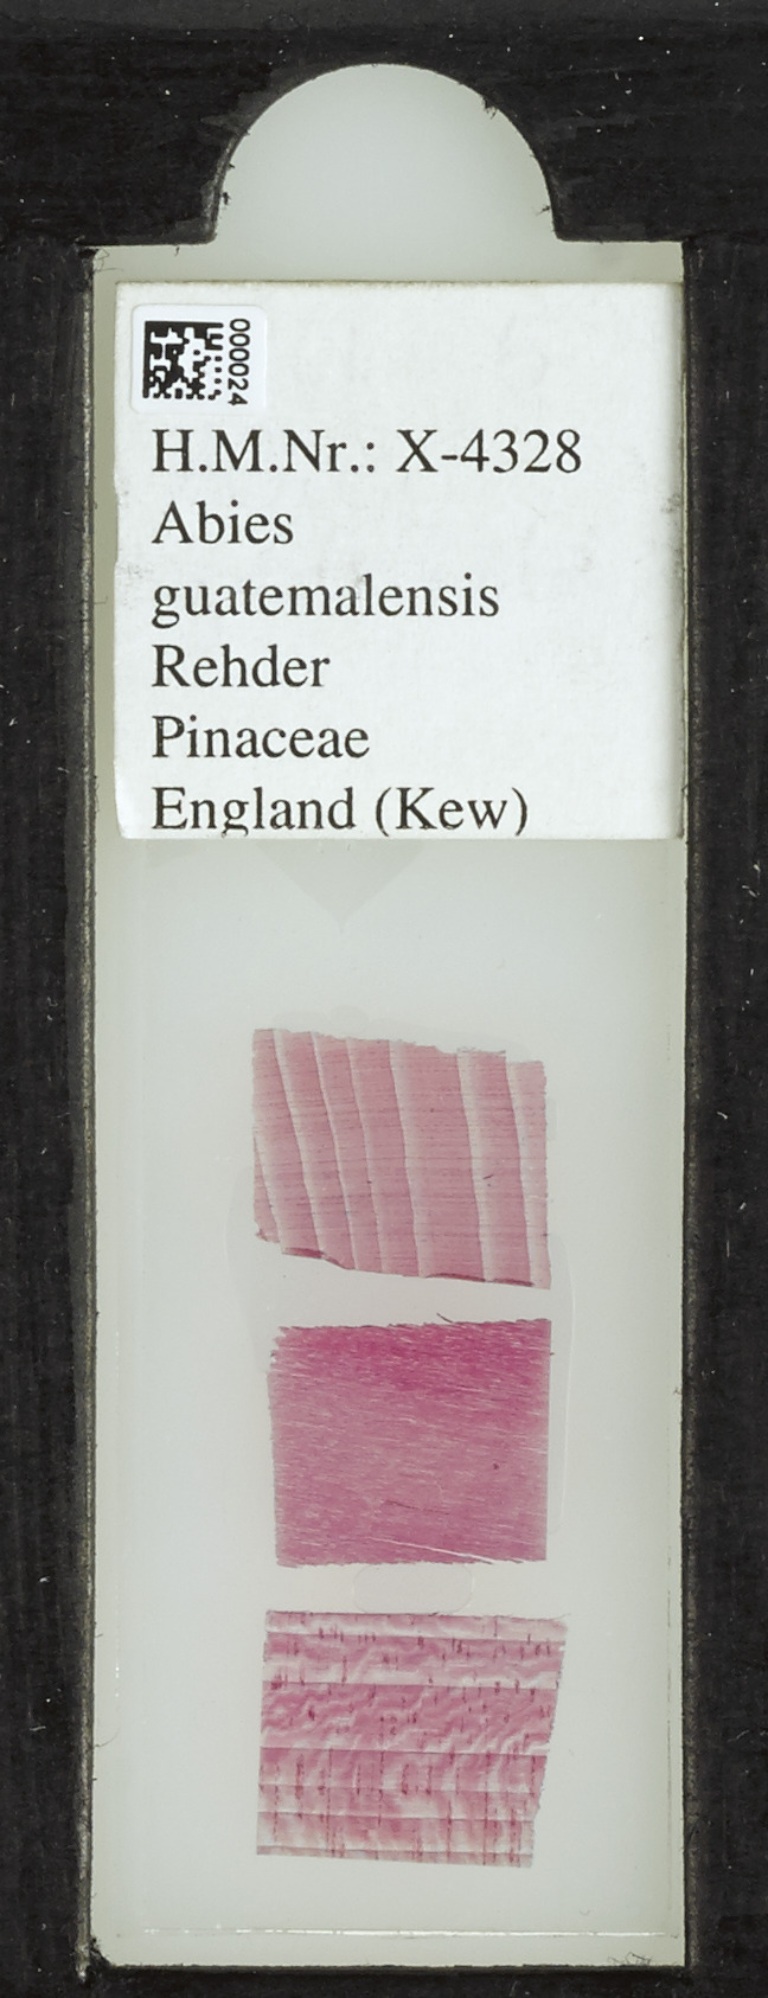 000024
H.M.Nr.: X-4328
Abies
guatemalensis
Rehder
Pinaceae
England (Kew)